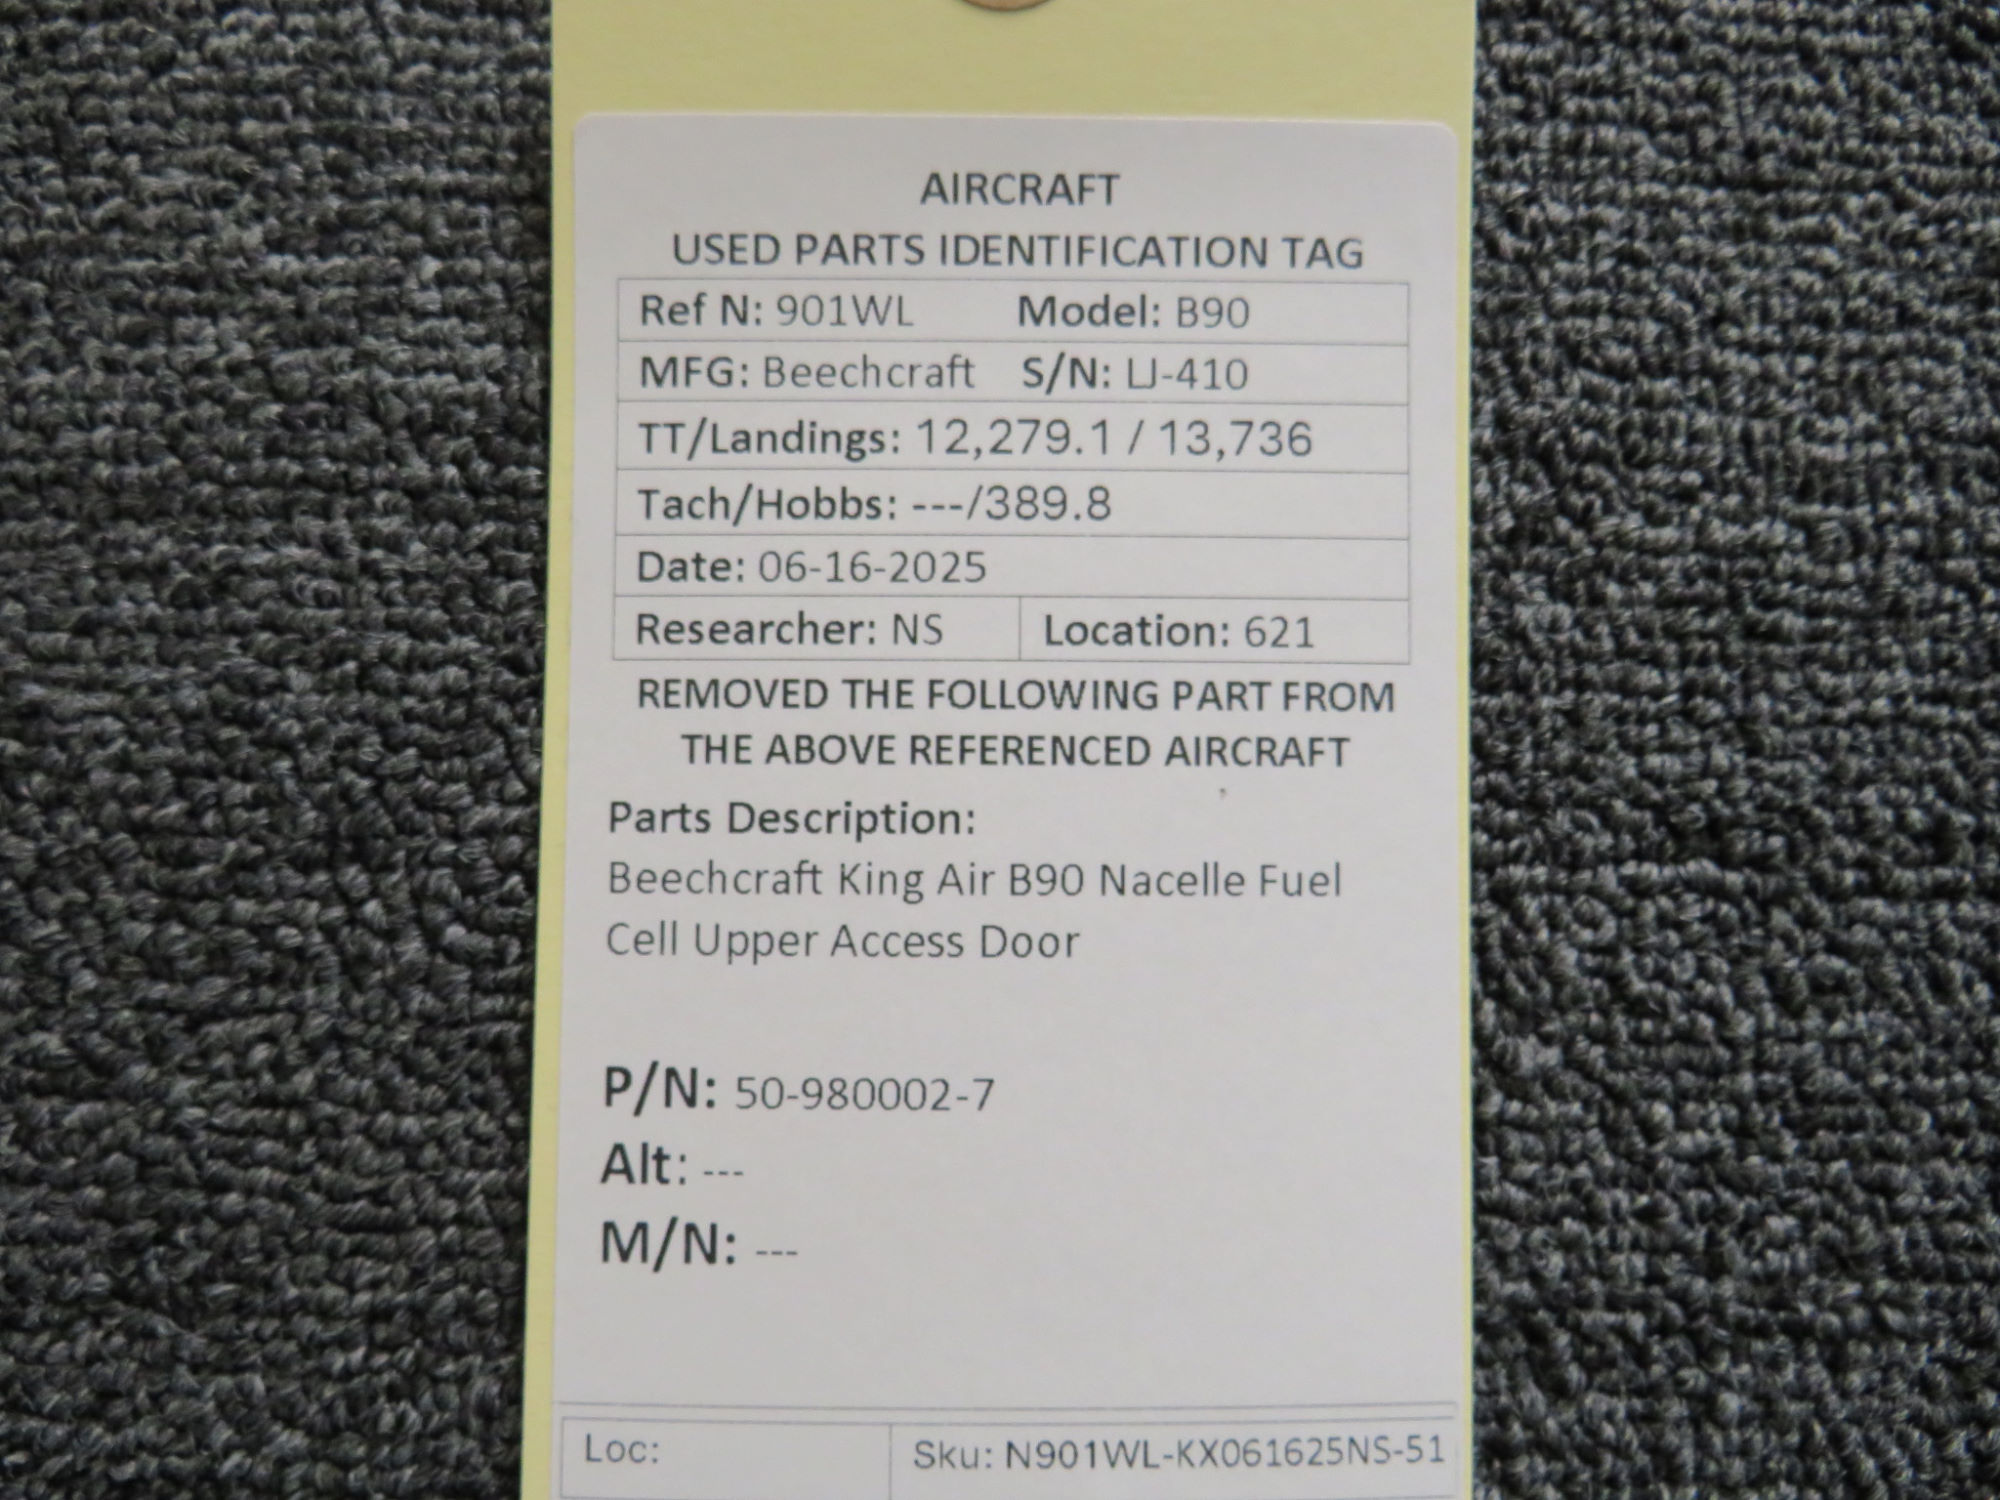 AIRCRAFT
USED PARTS IDENTIFICATION TAG
Ref N: 901WL Model: B90
MFG: Beechcraft S/N: LJ-410
TT/Landings: 12,279.1 / 13,736
Tach/Hobbs: ---/389.8
Date: 06-16-2025
Researcher: NS Location: 621
REMOVED THE FOLLOWING PART FROM
THE ABOVE REFERENCED AIRCRAFT
Parts Description:
Beechcraft King Air B90 Nacelle Fuel
Cell Upper Access Door
P/N: 50-980002-7
Alt: ---
M/N: ---
Loc: Sku: N901WL-KX061625NS-51